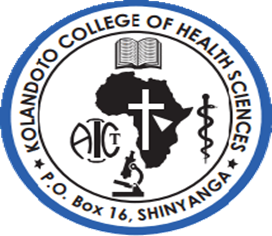 KOLANDOTO COLLEGE OF HEALTH SCIENCES
AICT
★ P.O. Box 16, SHINYANGA ★